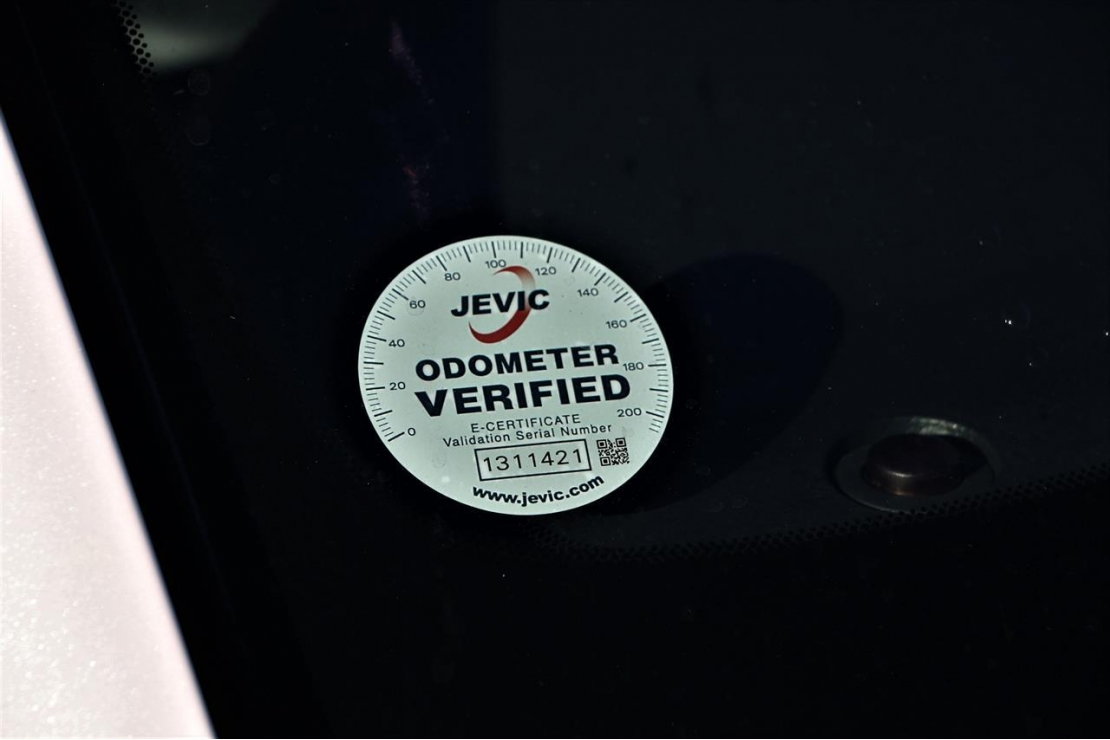 0 20 40 60 80 100 120 140 160 180 200
JEVIC
ODOMETER
VERIFIED
E-CERTIFICATE
Validation Serial Number
1311421
www.jevic.com